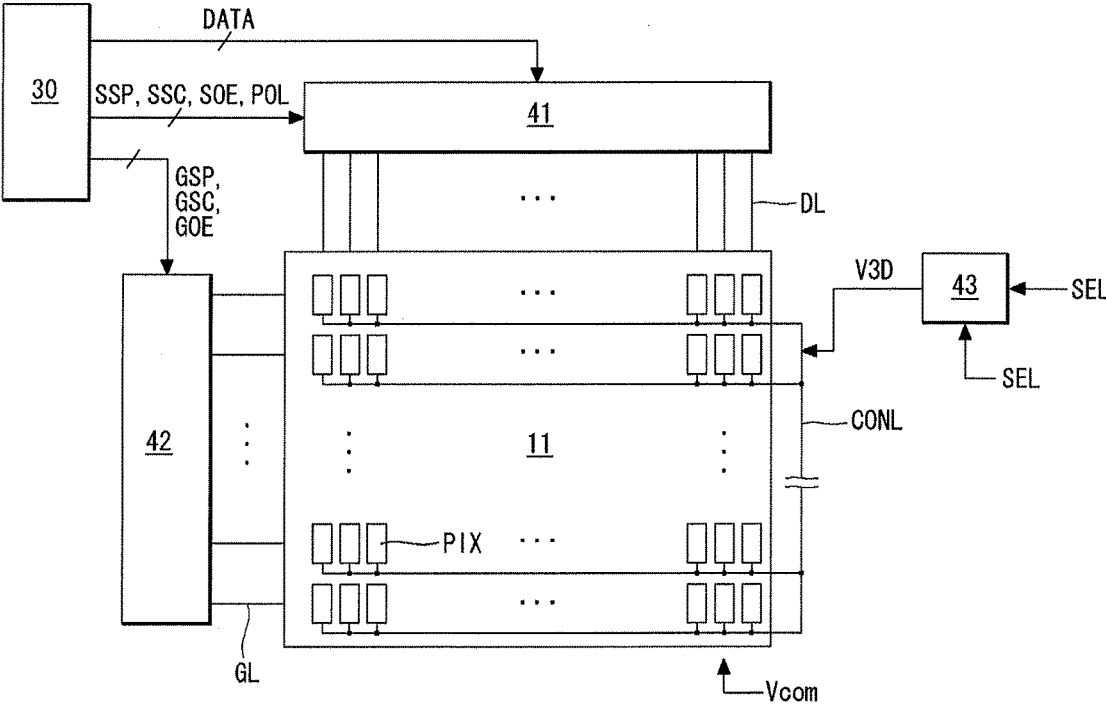 DATA
30
SSP, SSC, SOE, POL
41
GSP,
GSC,
GOE
DL
V3D
43
SEL
SEL
CONL
42
11
PIX
GL
Vcom